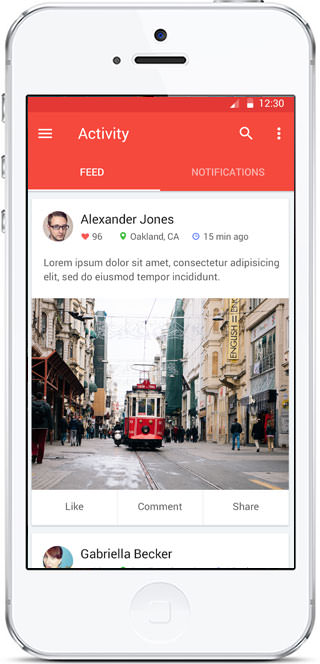 12:30
Activity
FEED NOTIFICATIONS
Alexander Jones
96 Oakland, CA 15 min ago
Lorem ipsum dolor sit amet, consectetur adipisicing
elit, sed do eiusmod tempor incididunt.
ENGLISH
Like Comment Share
Gabriella Becker